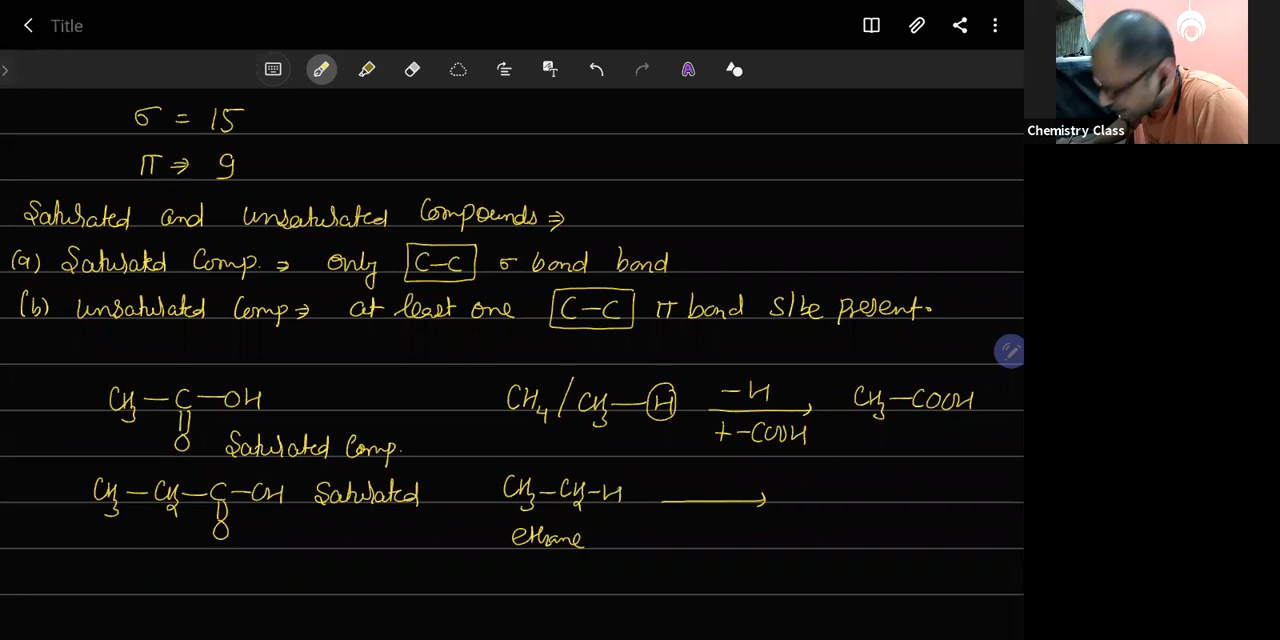 Title
Chemistry Class
σ = 15
π ⇒ 9
Saturated and unsaturated Compounds ⇒
(a) Saturated Comp. ⇒ only C–C σ bond bond
(b) unsaturated Comp ⇒ at least one C–C π bond s/be present.
CH3–C–OH CH4/CH3–H –H CH3–COOH
O Saturated Comp. +–COOH
CH3–CH2–C–OH Saturated CH3–CH2–H ⟶
O ethane